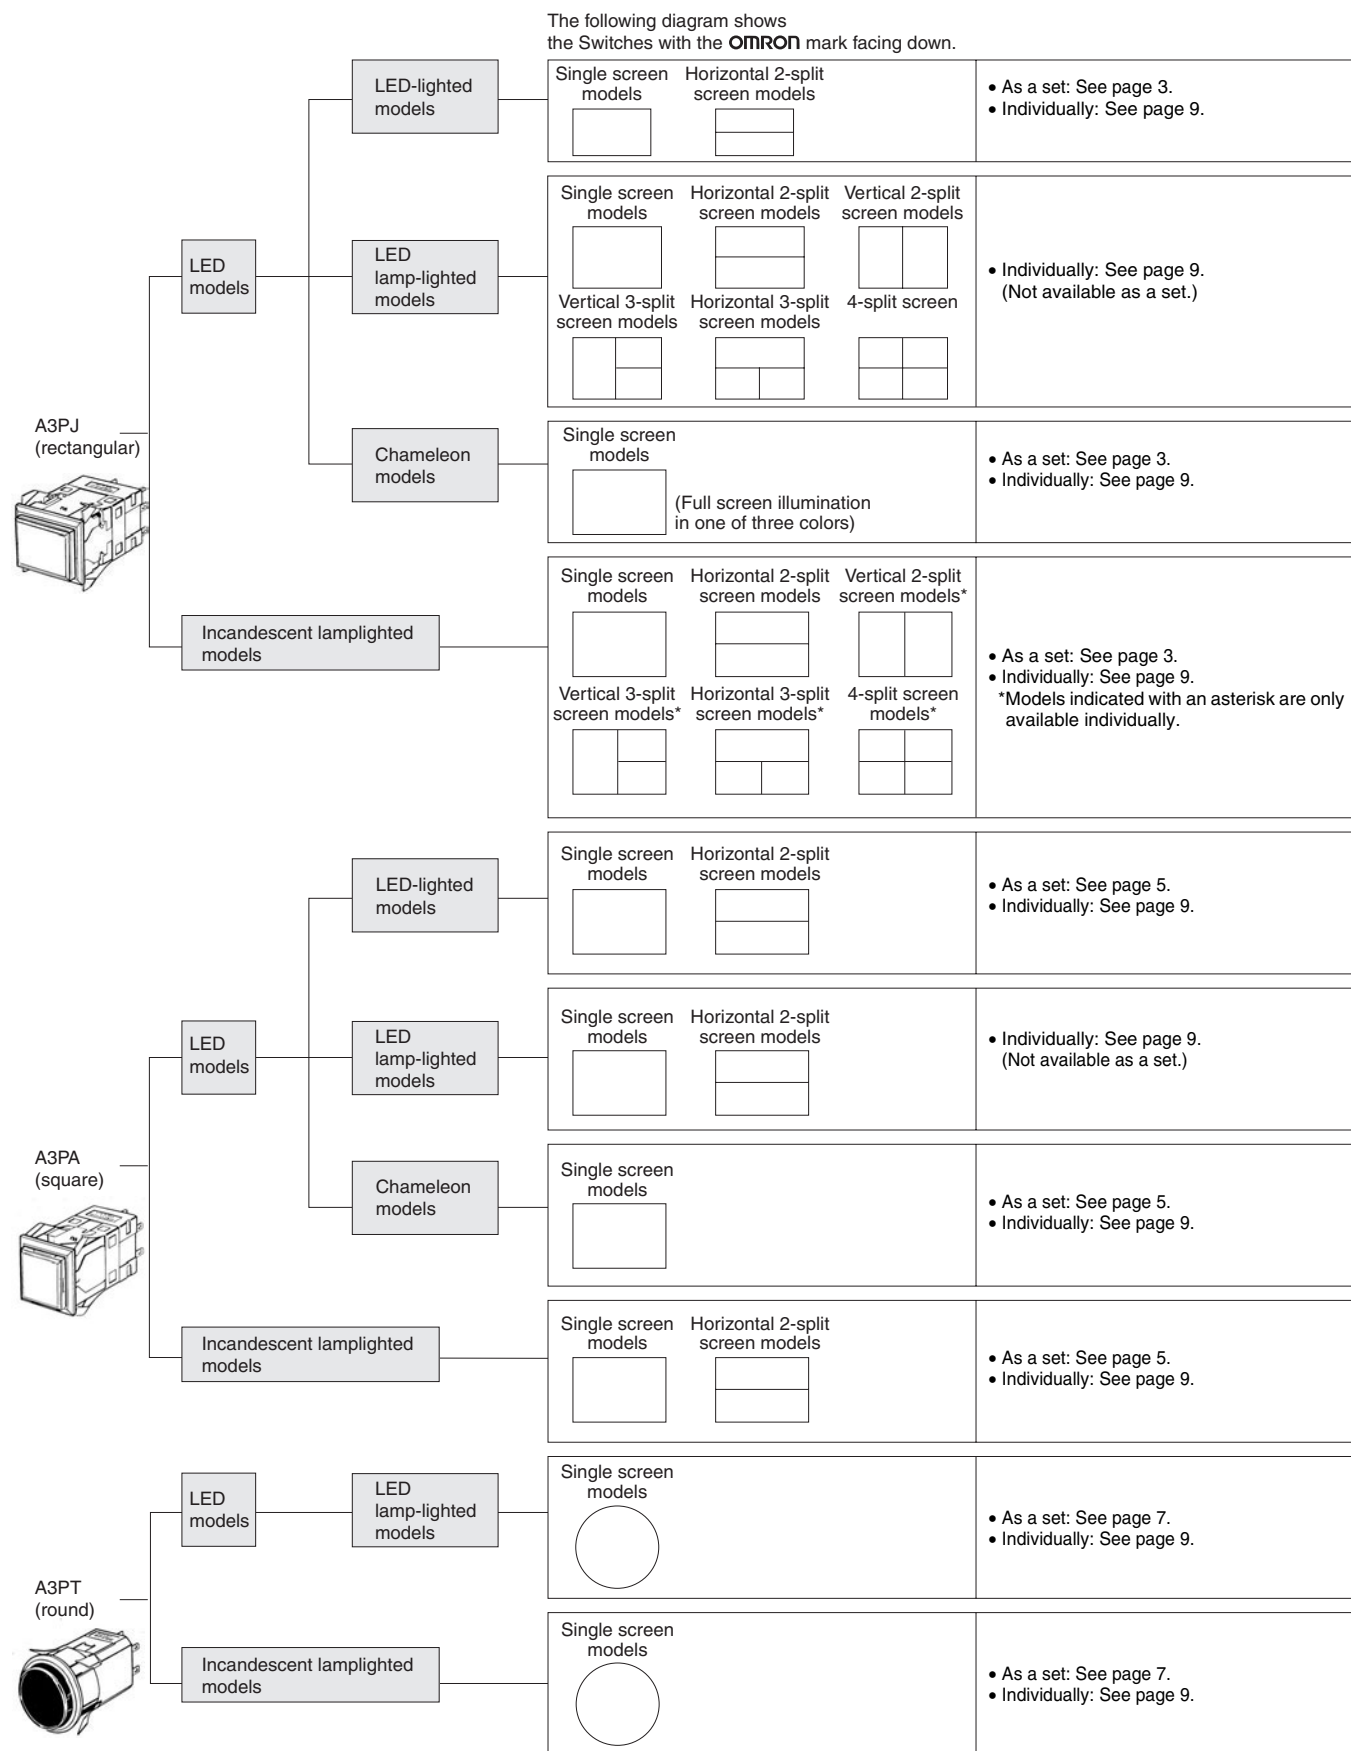 The following diagram shows
the Switches with the OMRON mark facing down.
LED-lighted
models
Single screen
models
Horizontal 2-split
screen models
• As a set: See page 3.
• Individually: See page 9.
LED
models
LED
lamp-lighted
models
Single screen
models
Horizontal 2-split
screen models
Vertical 2-split
screen models
Vertical 3-split
screen models
Horizontal 3-split
screen models
4-split screen
• Individually: See page 9.
(Not available as a set.)
A3PJ
(rectangular)
Chameleon
models
Single screen
models
(Full screen illumination
in one of three colors)
• As a set: See page 3.
• Individually: See page 9.
Incandescent lamplighted
models
Single screen
models
Horizontal 2-split
screen models
Vertical 2-split
screen models*
Vertical 3-split
screen models*
Horizontal 3-split
screen models*
4-split screen
models*
• As a set: See page 3.
• Individually: See page 9.
*Models indicated with an asterisk are only
available individually.
LED-lighted
models
Single screen
models
Horizontal 2-split
screen models
• As a set: See page 5.
• Individually: See page 9.
LED
models
LED
lamp-lighted
models
Single screen
models
Horizontal 2-split
screen models
• Individually: See page 9.
(Not available as a set.)
A3PA
(square)
Chameleon
models
Single screen
models
• As a set: See page 5.
• Individually: See page 9.
Incandescent lamplighted
models
Single screen
models
Horizontal 2-split
screen models
• As a set: See page 5.
• Individually: See page 9.
LED
models
LED
lamp-lighted
models
Single screen
models
• As a set: See page 7.
• Individually: See page 9.
A3PT
(round)
Incandescent lamplighted
models
Single screen
models
• As a set: See page 7.
• Individually: See page 9.